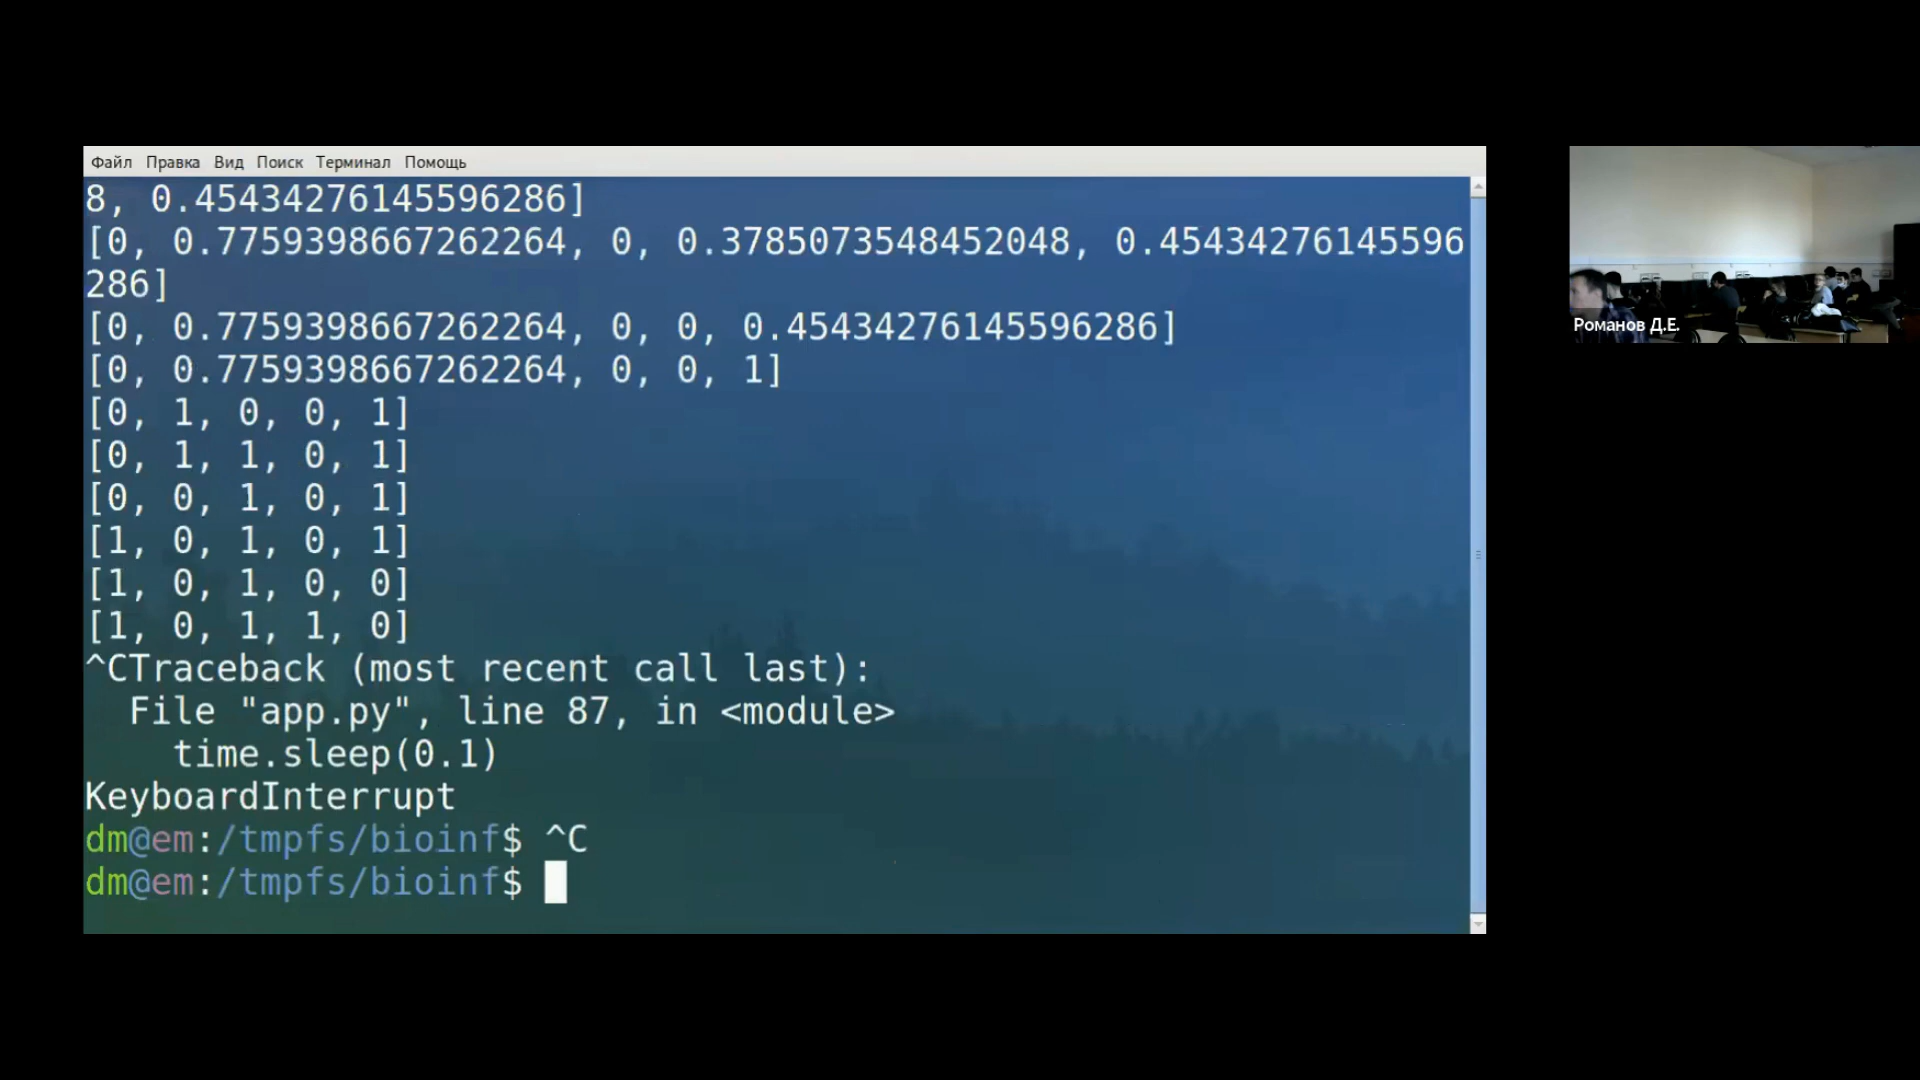 Файл Правка Вид Поиск Терминал Помощь
8, 0.45434276145596286]
[0, 0.7759398667262264, 0, 0.3785073548452048, 0.45434276145596
286]
[0, 0.7759398667262264, 0, 0, 0.45434276145596286]
[0, 0.7759398667262264, 0, 0, 1]
[0, 1, 0, 0, 1]
[0, 1, 1, 0, 1]
[0, 0, 1, 0, 1]
[1, 0, 1, 0, 1]
[1, 0, 1, 0, 0]
[1, 0, 1, 1, 0]
^CTraceback (most recent call last):
  File "app.py", line 87, in <module>
    time.sleep(0.1)
KeyboardInterrupt
dm@em:/tmpfs/bioinf$ ^C
dm@em:/tmpfs/bioinf$
Романов Д.Е.